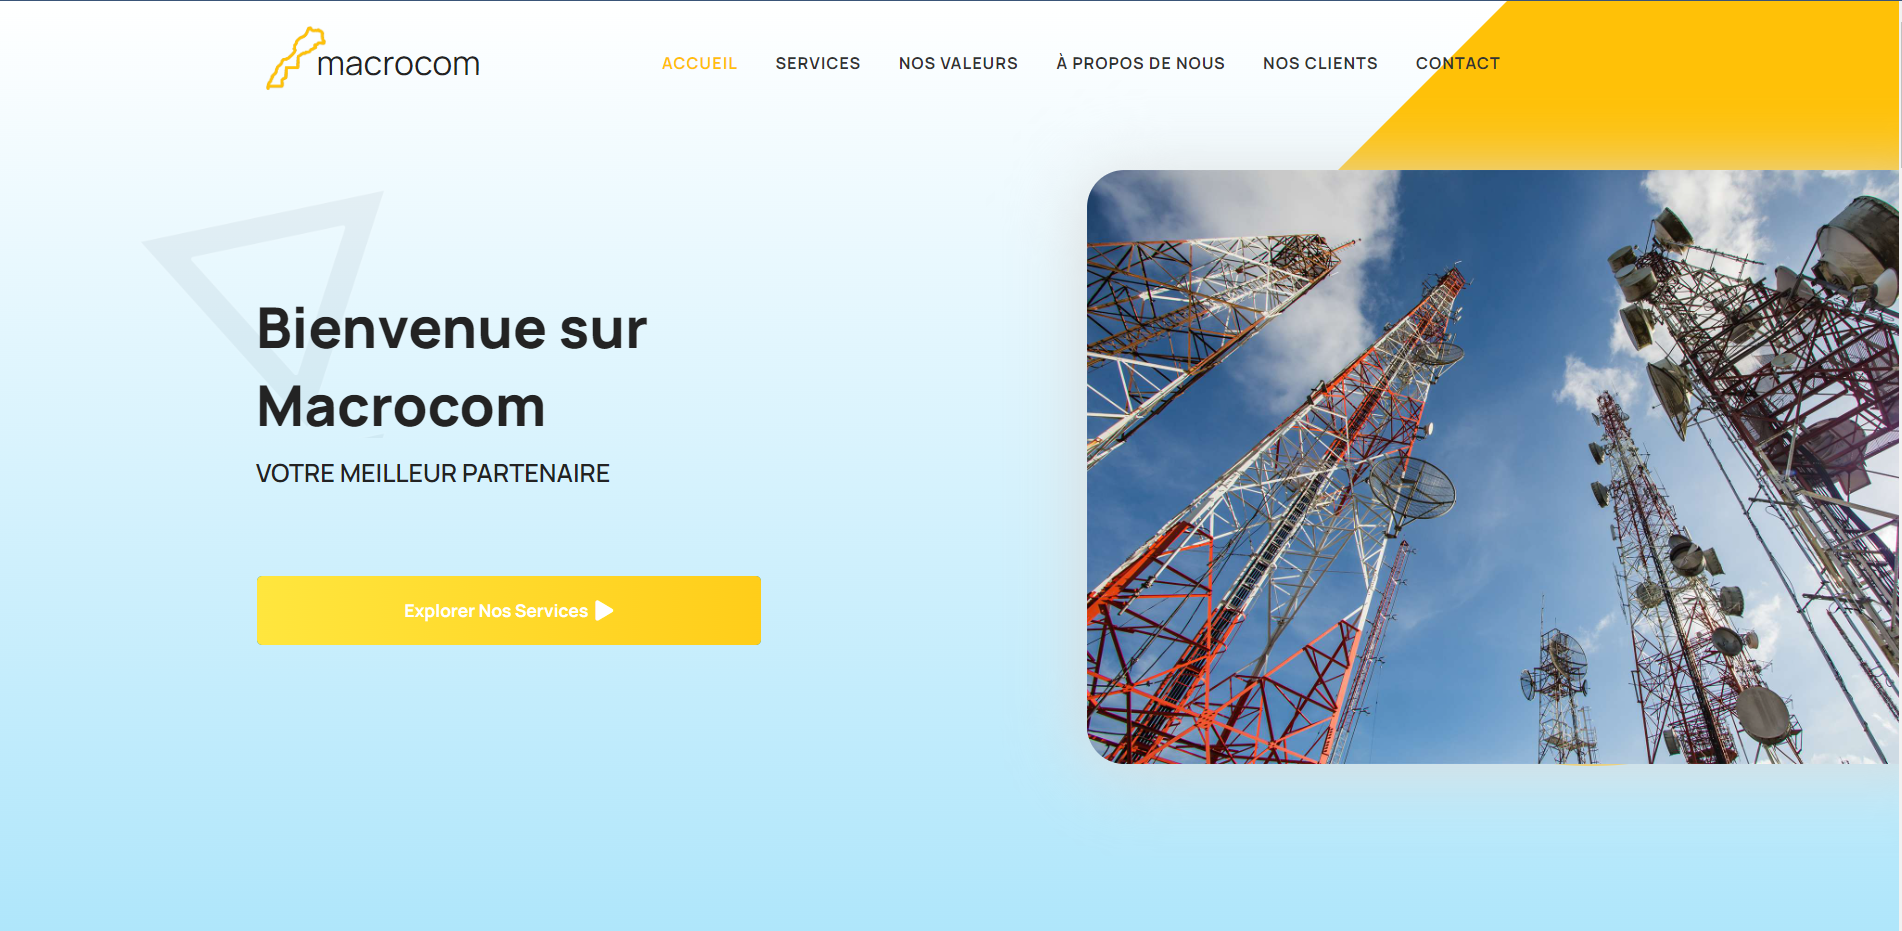 macrocom
ACCUEIL SERVICES NOS VALEURS À PROPOS DE NOUS NOS CLIENTS CONTACT
Bienvenue sur
Macrocom
VOTRE MEILLEUR PARTENAIRE
Explorer Nos Services